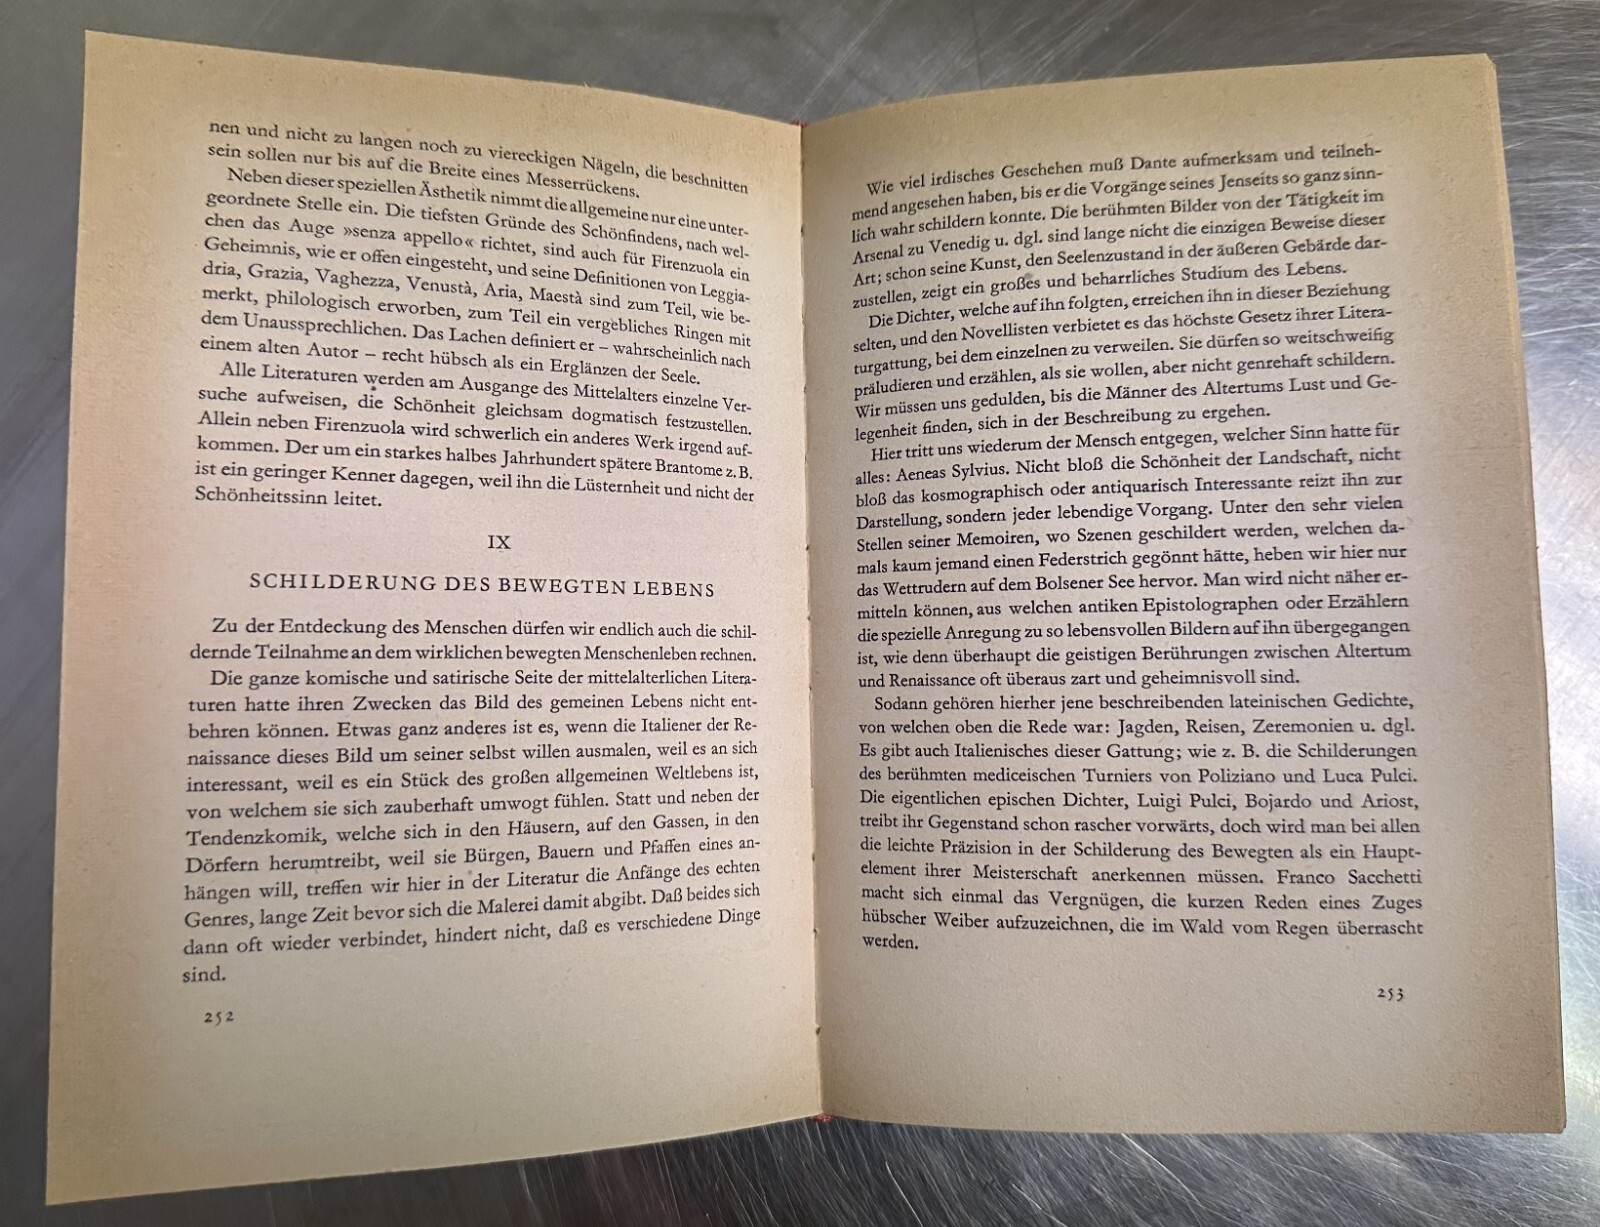 nen und nicht zu langen noch zu viereckigen Nägeln, die beschnitten
sein sollen nur bis auf die Breite eines Messerrückens.
Neben dieser speziellen Ästhetik nimmt die allgemeine nur eine unter-
geordnete Stelle ein. Die tiefsten Gründe des Schönfindens, nach wel-
chen das Auge »senza appello« richtet, sind auch für Firenzuola ein
Geheimnis, wie er offen eingesteht, und seine Definitionen von Leggia-
dria, Grazia, Vaghezza, Venustà, Aria, Maestà sind zum Teil, wie be-
merkt, philologisch erworben, zum Teil ein vergebliches Ringen mit
dem Unaussprechlichen. Das Lachen definiert er – wahrscheinlich nach
einem alten Autor – recht hübsch als ein Erglänzen der Seele.
Alle Literaturen werden am Ausgange des Mittelalters einzelne Ver-
suche aufweisen, die Schönheit gleichsam dogmatisch festzustellen.
Allein neben Firenzuola wird schwerlich ein anderes Werk irgend auf-
kommen. Der um ein starkes halbes Jahrhundert spätere Brantome z. B.
ist ein geringer Kenner dagegen, weil ihn die Lüsternheit und nicht der
Schönheitssinn leitet.
IX
SCHILDERUNG DES BEWEGTEN LEBENS
Zu der Entdeckung des Menschen dürfen wir endlich auch die schil-
dernde Teilnahme an dem wirklichen bewegten Menschenleben rechnen.
Die ganze komische und satirische Seite der mittelalterlichen Litera-
turen hatte ihren Zwecken das Bild des gemeinen Lebens nicht ent-
behren können. Etwas ganz anderes ist es, wenn die Italiener der Re-
naissance dieses Bild um seiner selbst willen ausmalen, weil es an sich
interessant, weil es ein Stück des großen allgemeinen Weltlebens ist,
von welchem sie sich zauberhaft umwogt fühlen. Statt und neben der
Tendenzkomik, welche sich in den Häusern, auf den Gassen, in den
Dörfern herumtreibt, weil sie Bürgen, Bauern und Pfaffen eines an-
hängen will, treffen wir hier in der Literatur die Anfänge des echten
Genres, lange Zeit bevor sich die Malerei damit abgibt. Daß beides sich
dann oft wieder verbindet, hindert nicht, daß es verschiedene Dinge
sind.
252
Wie viel irdisches Geschehen muß Dante aufmerksam und teilneh-
mend angesehen haben, bis er die Vorgänge seines Jenseits so ganz sinn-
lich wahr schildern konnte. Die berühmten Bilder von der Tätigkeit im
Arsenal zu Venedig u. dgl. sind lange nicht die einzigen Beweise dieser
Art; schon seine Kunst, den Seelenzustand in der äußeren Gebärde dar-
zustellen, zeigt ein großes und beharrliches Studium des Lebens.
Die Dichter, welche auf ihn folgten, erreichen ihn in dieser Beziehung
selten, und den Novellisten verbietet es das höchste Gesetz ihrer Litera-
turgattung, bei dem einzelnen zu verweilen. Sie dürfen so weitschweifig
präludieren und erzählen, als sie wollen, aber nicht genrehaft schildern.
Wir müssen uns gedulden, bis die Männer des Altertums Lust und Ge-
legenheit finden, sich in der Beschreibung zu ergehen.
Hier tritt uns wiederum der Mensch entgegen, welcher Sinn hatte für
alles: Aeneas Sylvius. Nicht bloß die Schönheit der Landschaft, nicht
bloß das kosmographisch oder antiquarisch Interessante reizt ihn zur
Darstellung, sondern jeder lebendige Vorgang. Unter den sehr vielen
Stellen seiner Memoiren, wo Szenen geschildert werden, welchen da-
mals kaum jemand einen Federstrich gegönnt hätte, heben wir hier nur
das Wettrudern auf dem Bolsener See hervor. Man wird nicht näher er-
mitteln können, aus welchen antiken Epistolographen oder Erzählern
die spezielle Anregung zu so lebensvollen Bildern auf ihn übergegangen
ist, wie denn überhaupt die geistigen Berührungen zwischen Altertum
und Renaissance oft überaus zart und geheimnisvoll sind.
Sodann gehören hierher jene beschreibenden lateinischen Gedichte,
von welchen oben die Rede war: Jagden, Reisen, Zeremonien u. dgl.
Es gibt auch Italienisches dieser Gattung; wie z. B. die Schilderungen
des berühmten mediceischen Turniers von Poliziano und Luca Pulci.
Die eigentlichen epischen Dichter, Luigi Pulci, Bojardo und Ariost,
treibt ihr Gegenstand schon rascher vorwärts, doch wird man bei allen
die leichte Präzision in der Schilderung des Bewegten als ein Haupt-
element ihrer Meisterschaft anerkennen müssen. Franco Sacchetti
macht sich einmal das Vergnügen, die kurzen Reden eines Zuges
hübscher Weiber aufzuzeichnen, die im Wald vom Regen überrascht
werden.
253